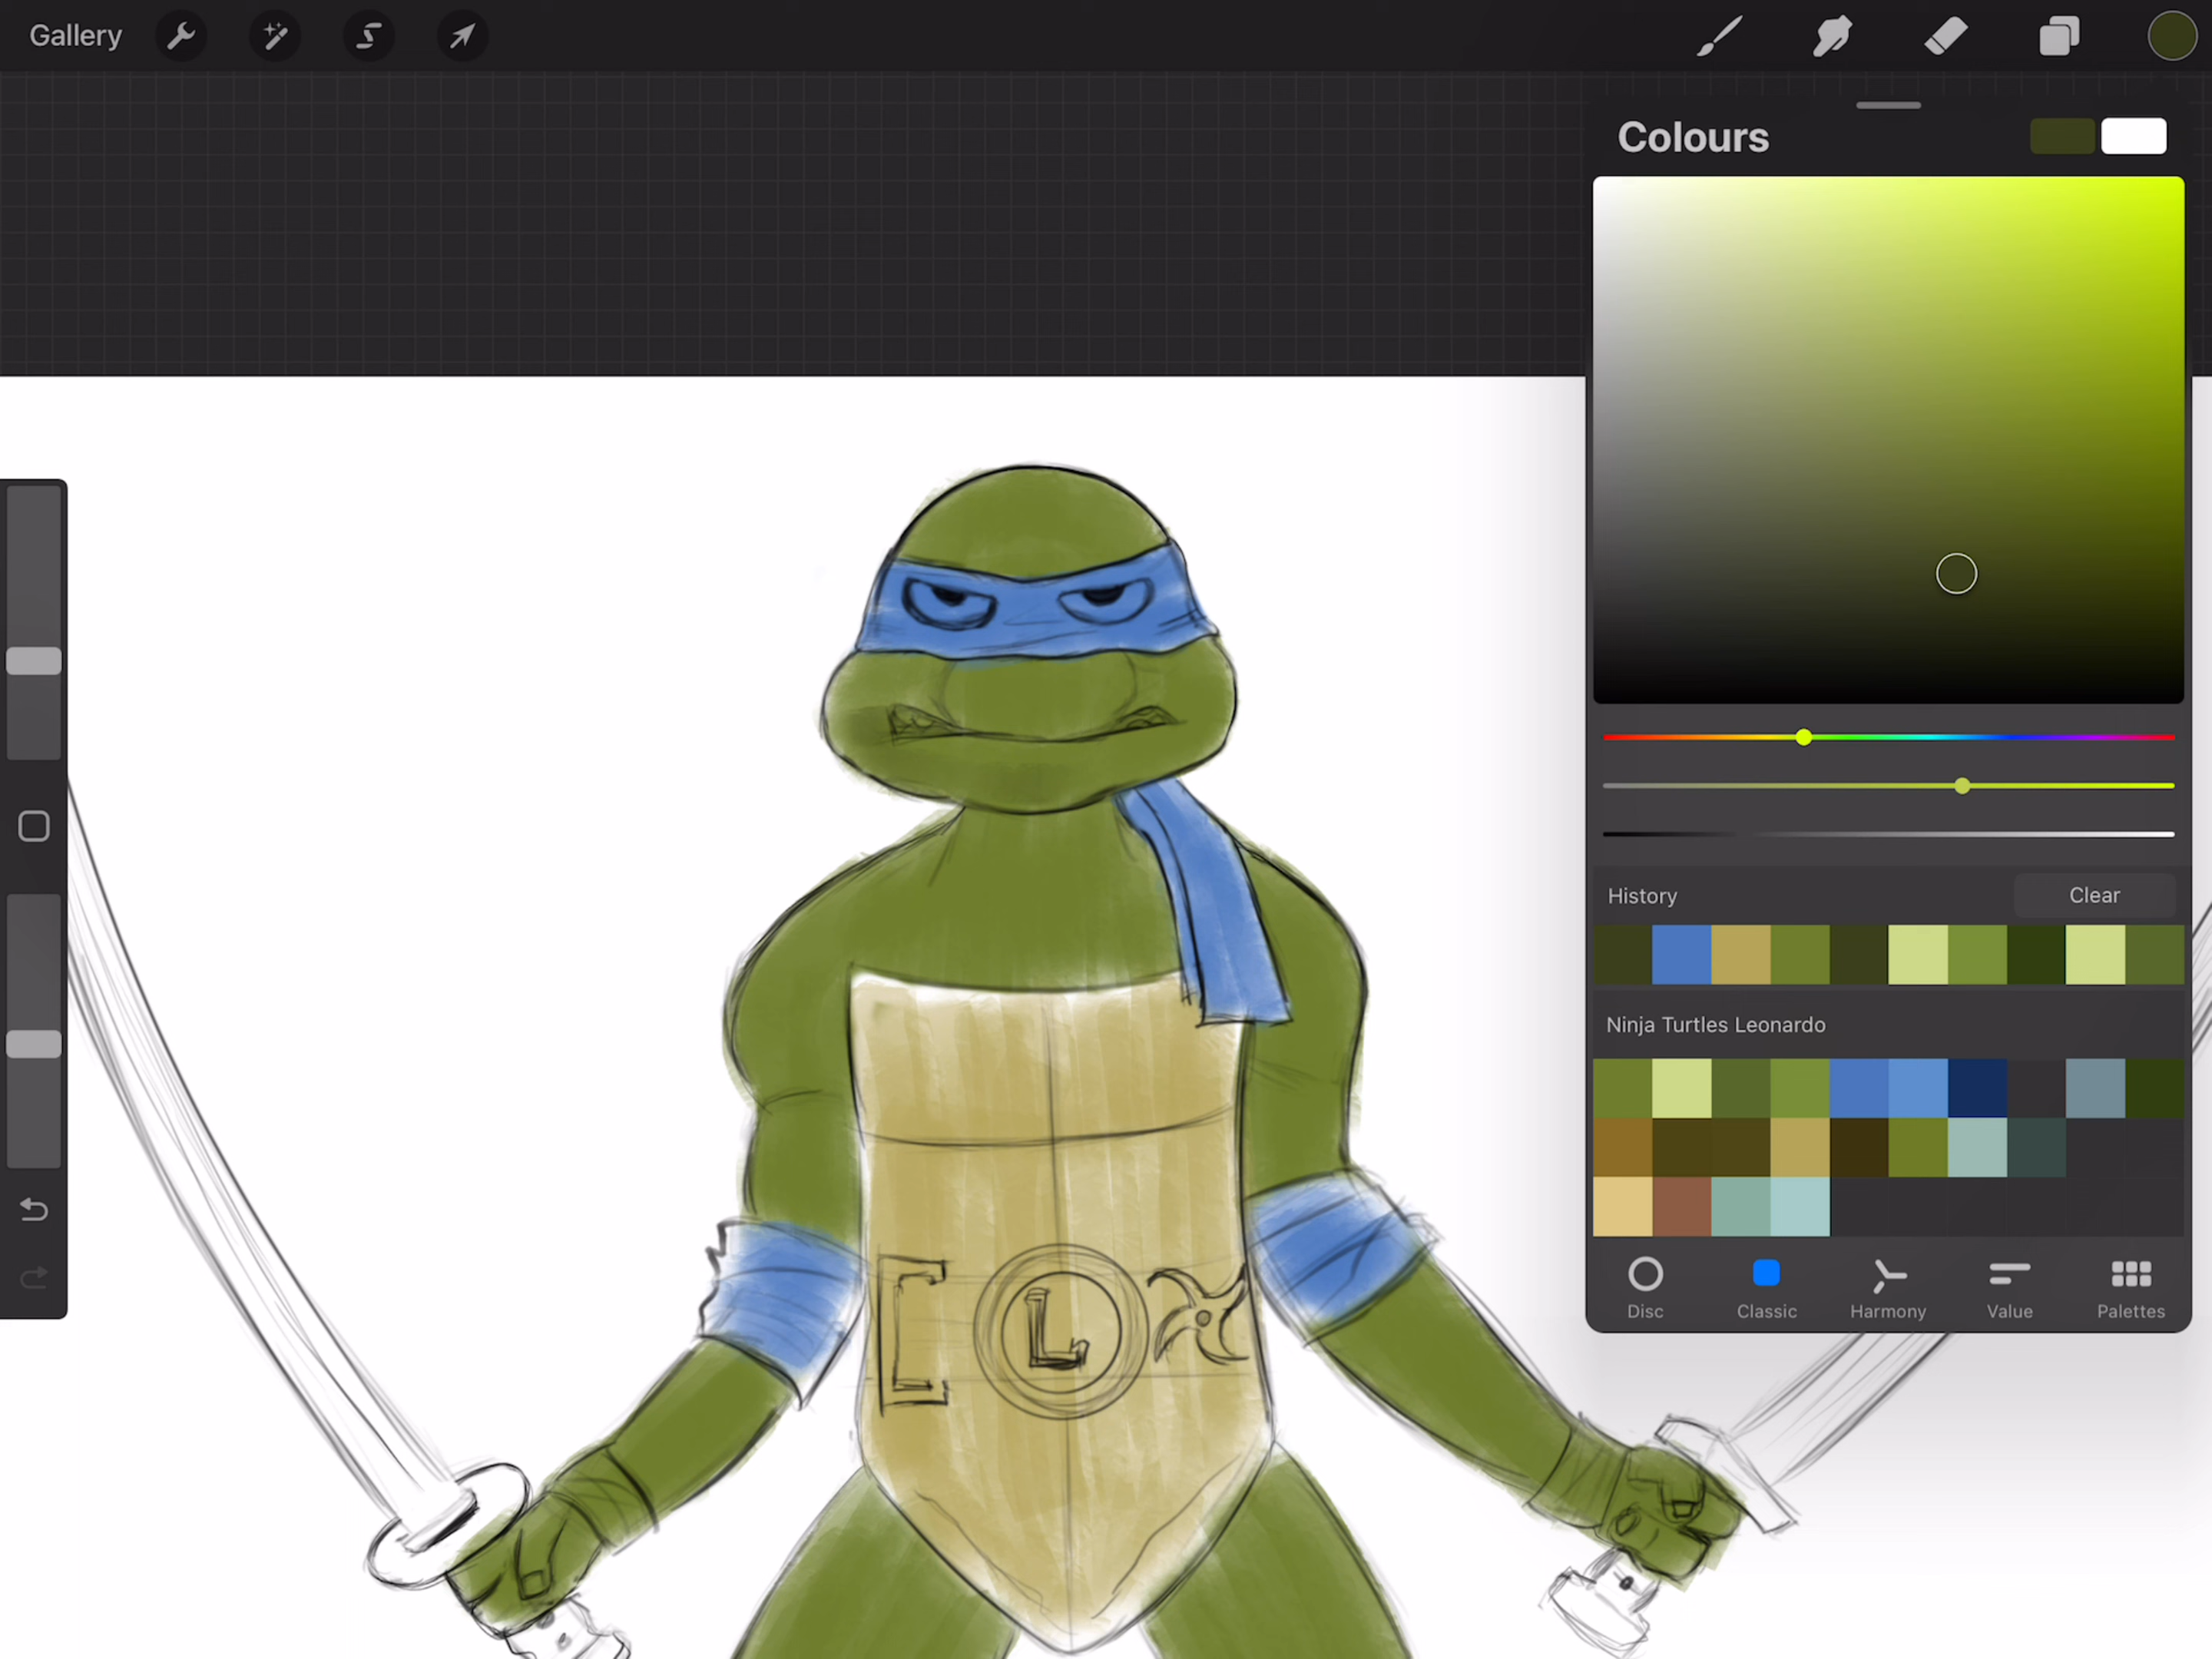 Gallery
Colours
History
Clear
Ninja Turtles Leonardo
L
Disc
Classic
Harmony
Value
Palettes